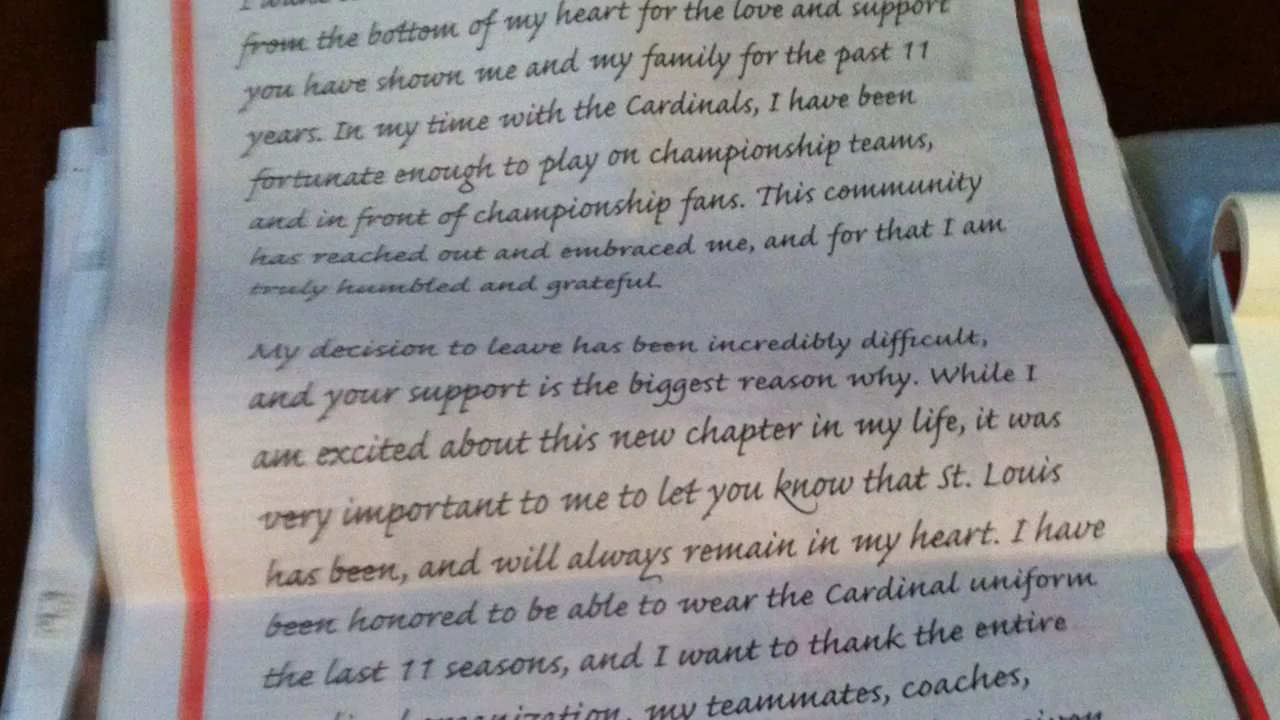 from the bottom of my heart for the love and support
you have shown me and my family for the past 11
years. In my time with the Cardinals, I have been
fortunate enough to play on championship teams,
and in front of championship fans. This community
has reached out and embraced me, and for that I am
truly humbled and grateful.
My decision to leave has been incredibly difficult,
and your support is the biggest reason why. While I
am excited about this new chapter in my life, it was
very important to me to let you know that St. Louis
has been, and will always remain in my heart. I have
been honored to be able to wear the Cardinal uniform
the last 11 seasons, and I want to thank the entire
organization, my teammates, coaches,